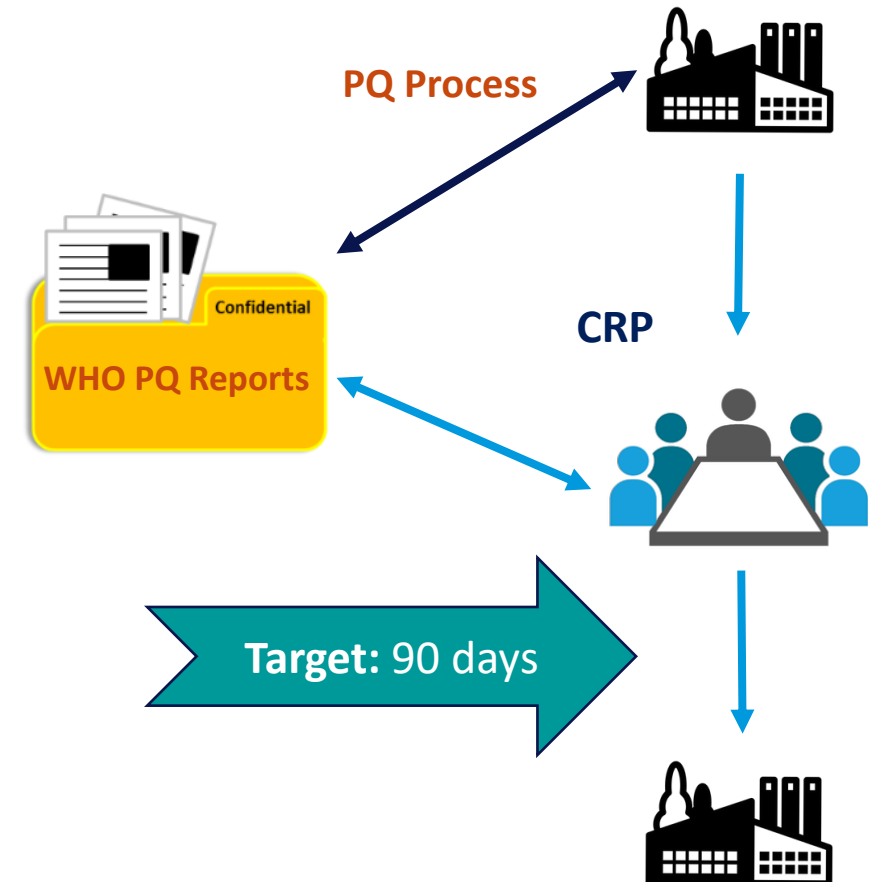 PQ Process
Confidential
WHO PQ Reports
CRP
Target: 90 days